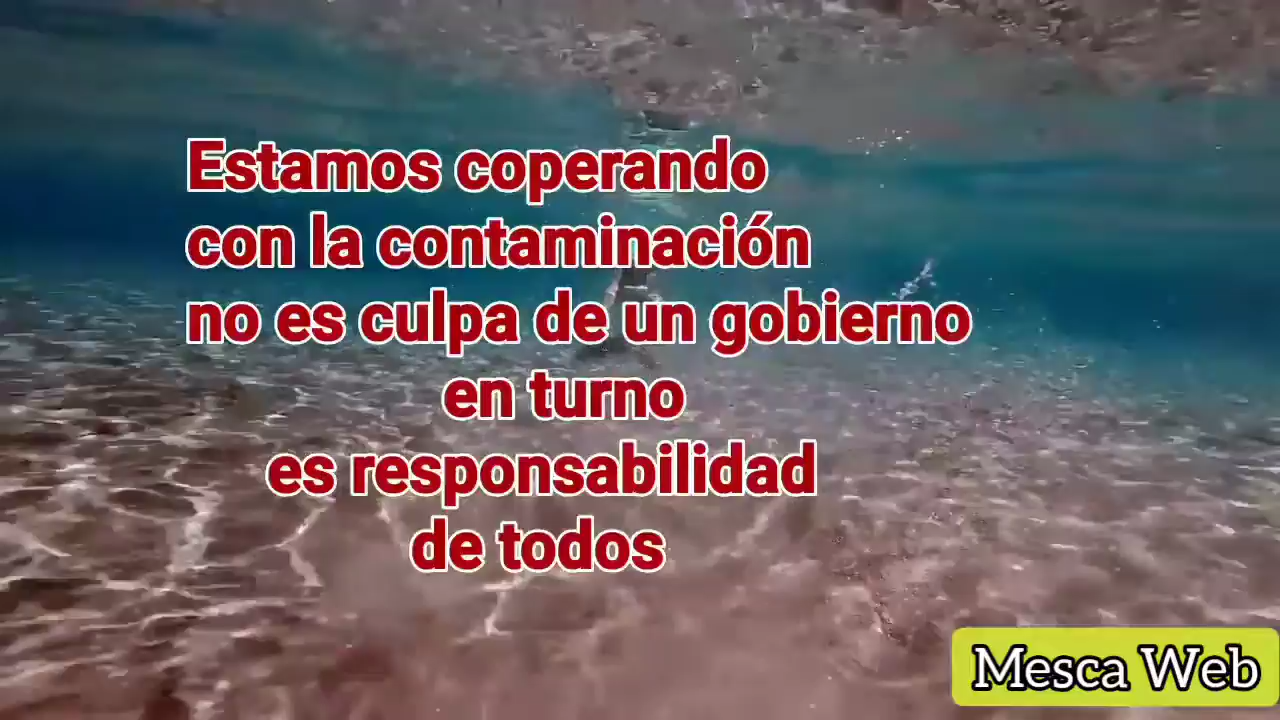 Estamos coperando
con la contaminación
no es culpa de un gobierno
en turno
es responsabilidad
de todos
Mesca Web